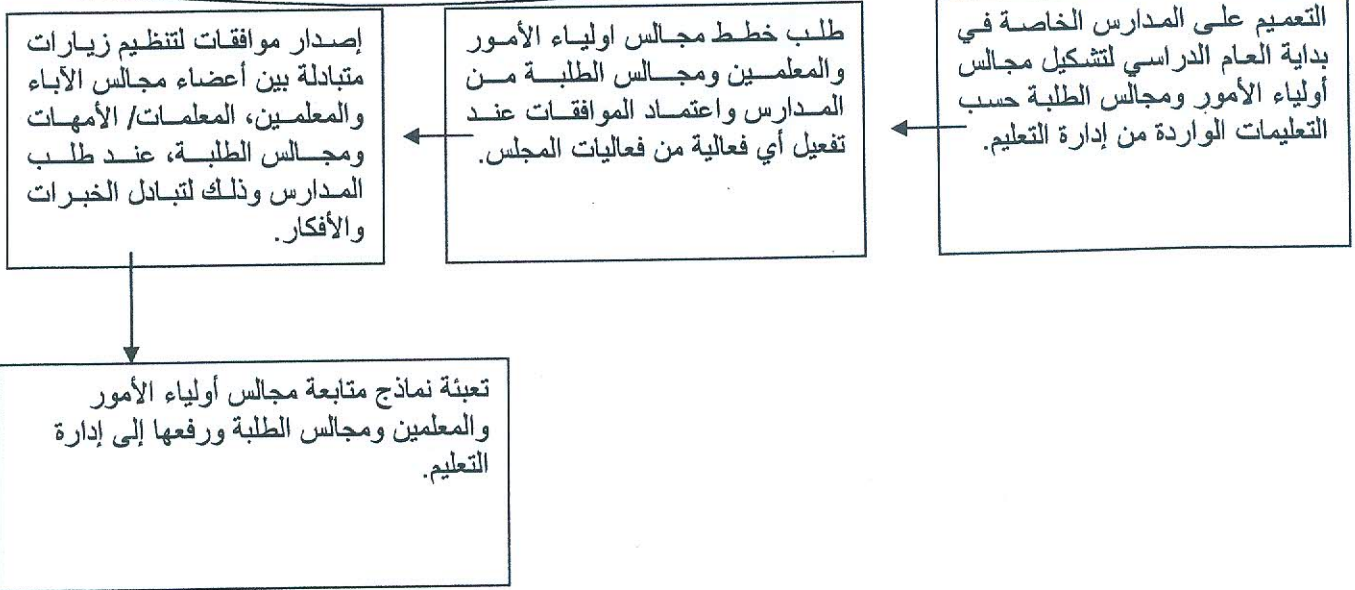 التعميم على المدارس الخاصة في
بداية العام الدراسي لتشكيل مجالس
أولياء الأمور ومجالس الطلبة حسب
التعليمات الواردة من إدارة التعليم.
طلب خطط مجالس اولياء الأمور
والمعلمين ومجالس الطلبة من
المدارس واعتماد الموافقات عند
تفعيل أي فعالية من فعاليات المجلس.
إصدار موافقات لتنظيم زيارات
متبادلة بين أعضاء مجالس الآباء
والمعلمين، المعلمات/ الأمهات
ومجالس الطلبة، عند طلب
المدارس وذلك لتبادل الخبرات
والأفكار.
تعبئة نماذج متابعة مجالس أولياء الأمور
والمعلمين ومجالس الطلبة ورفعها إلى إدارة
التعليم.